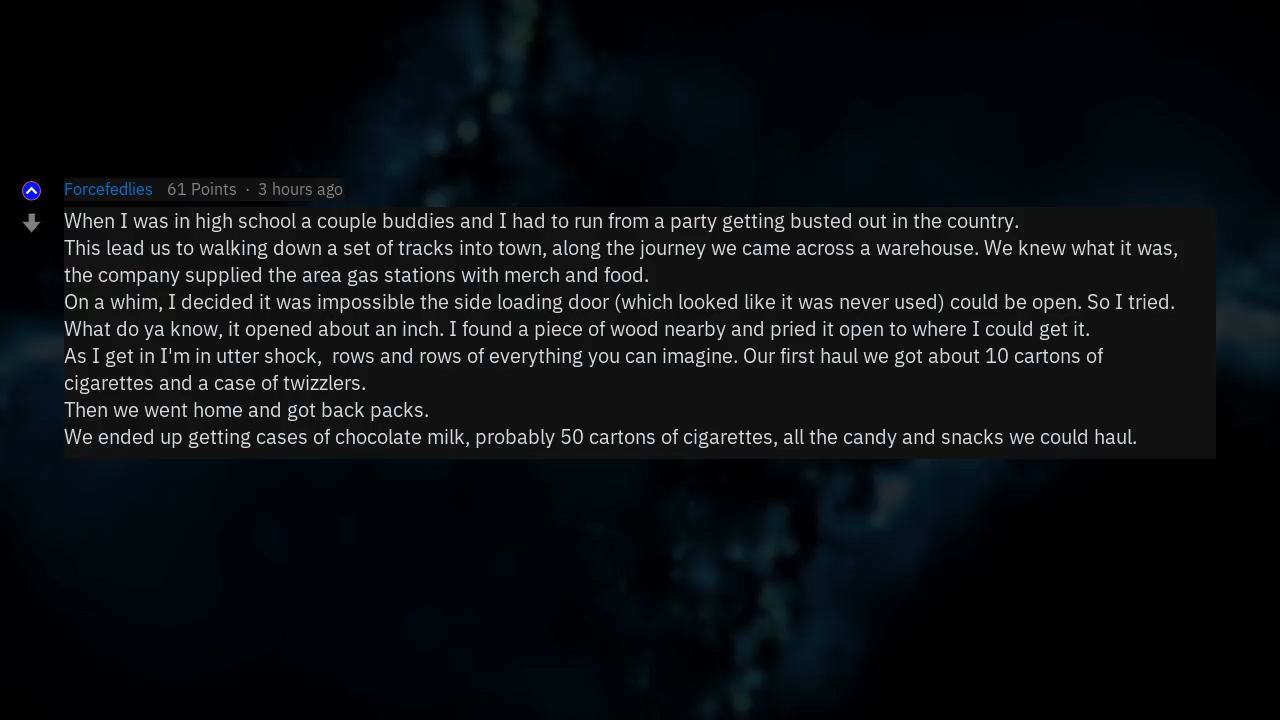 Forcefedlies 61 Points · 3 hours ago
When I was in high school a couple buddies and I had to run from a party getting busted out in the country.
This lead us to walking down a set of tracks into town, along the journey we came across a warehouse. We knew what it was,
the company supplied the area gas stations with merch and food.
On a whim, I decided it was impossible the side loading door (which looked like it was never used) could be open. So I tried.
What do ya know, it opened about an inch. I found a piece of wood nearby and pried it open to where I could get it.
As I get in I'm in utter shock,  rows and rows of everything you can imagine. Our first haul we got about 10 cartons of
cigarettes and a case of twizzlers.
Then we went home and got back packs.
We ended up getting cases of chocolate milk, probably 50 cartons of cigarettes, all the candy and snacks we could haul.